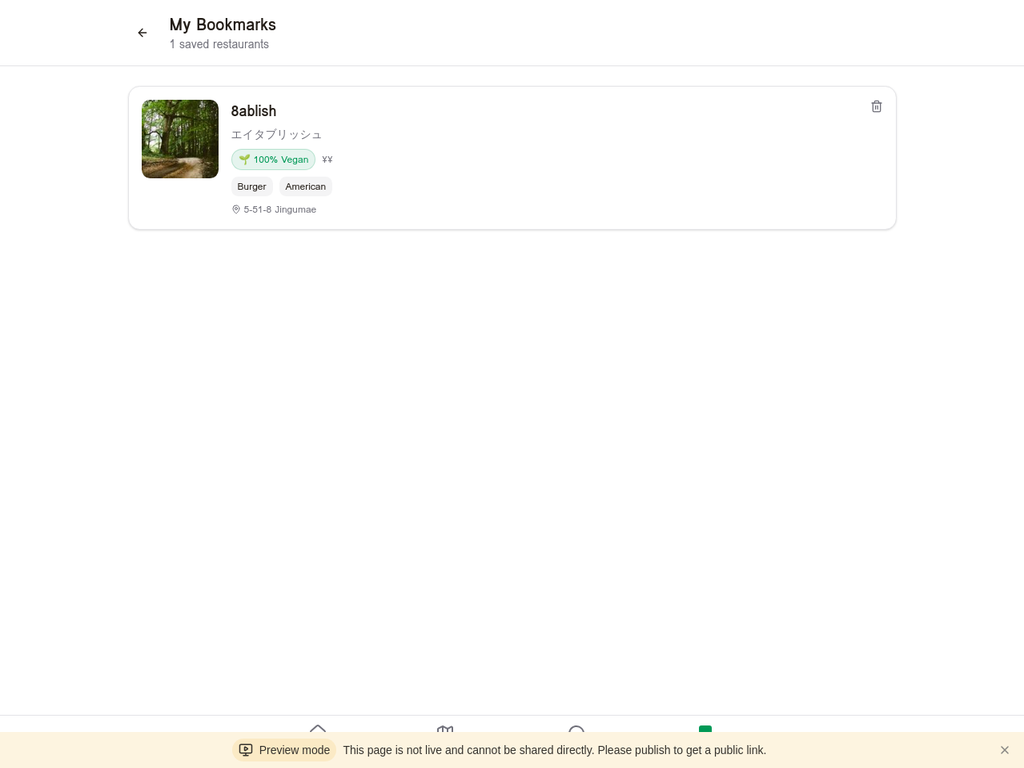 My Bookmarks
1 saved restaurants
8ablish
エイタブリッシュ
🌱 100% Vegan ¥¥
Burger American
5-51-8 Jingumae
Preview mode This page is not live and cannot be shared directly. Please publish to get a public link.